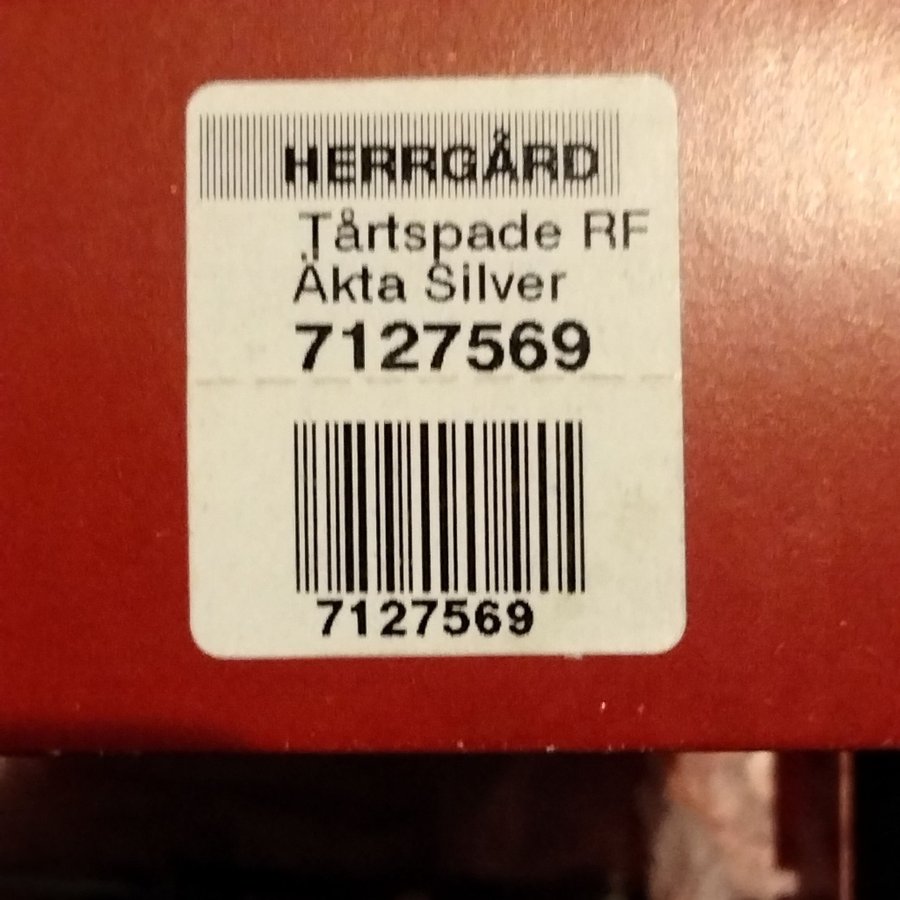 HERRGÅRD
Tårtspade RF
Äkta Silver
7127569
7127569